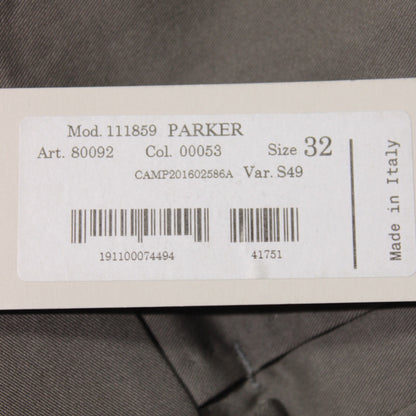 Mod. 111859 PARKER
Art. 80092 Col. 00053 Size 32
CAMP201602586A Var. S49
191100074494 41751
Made in Italy